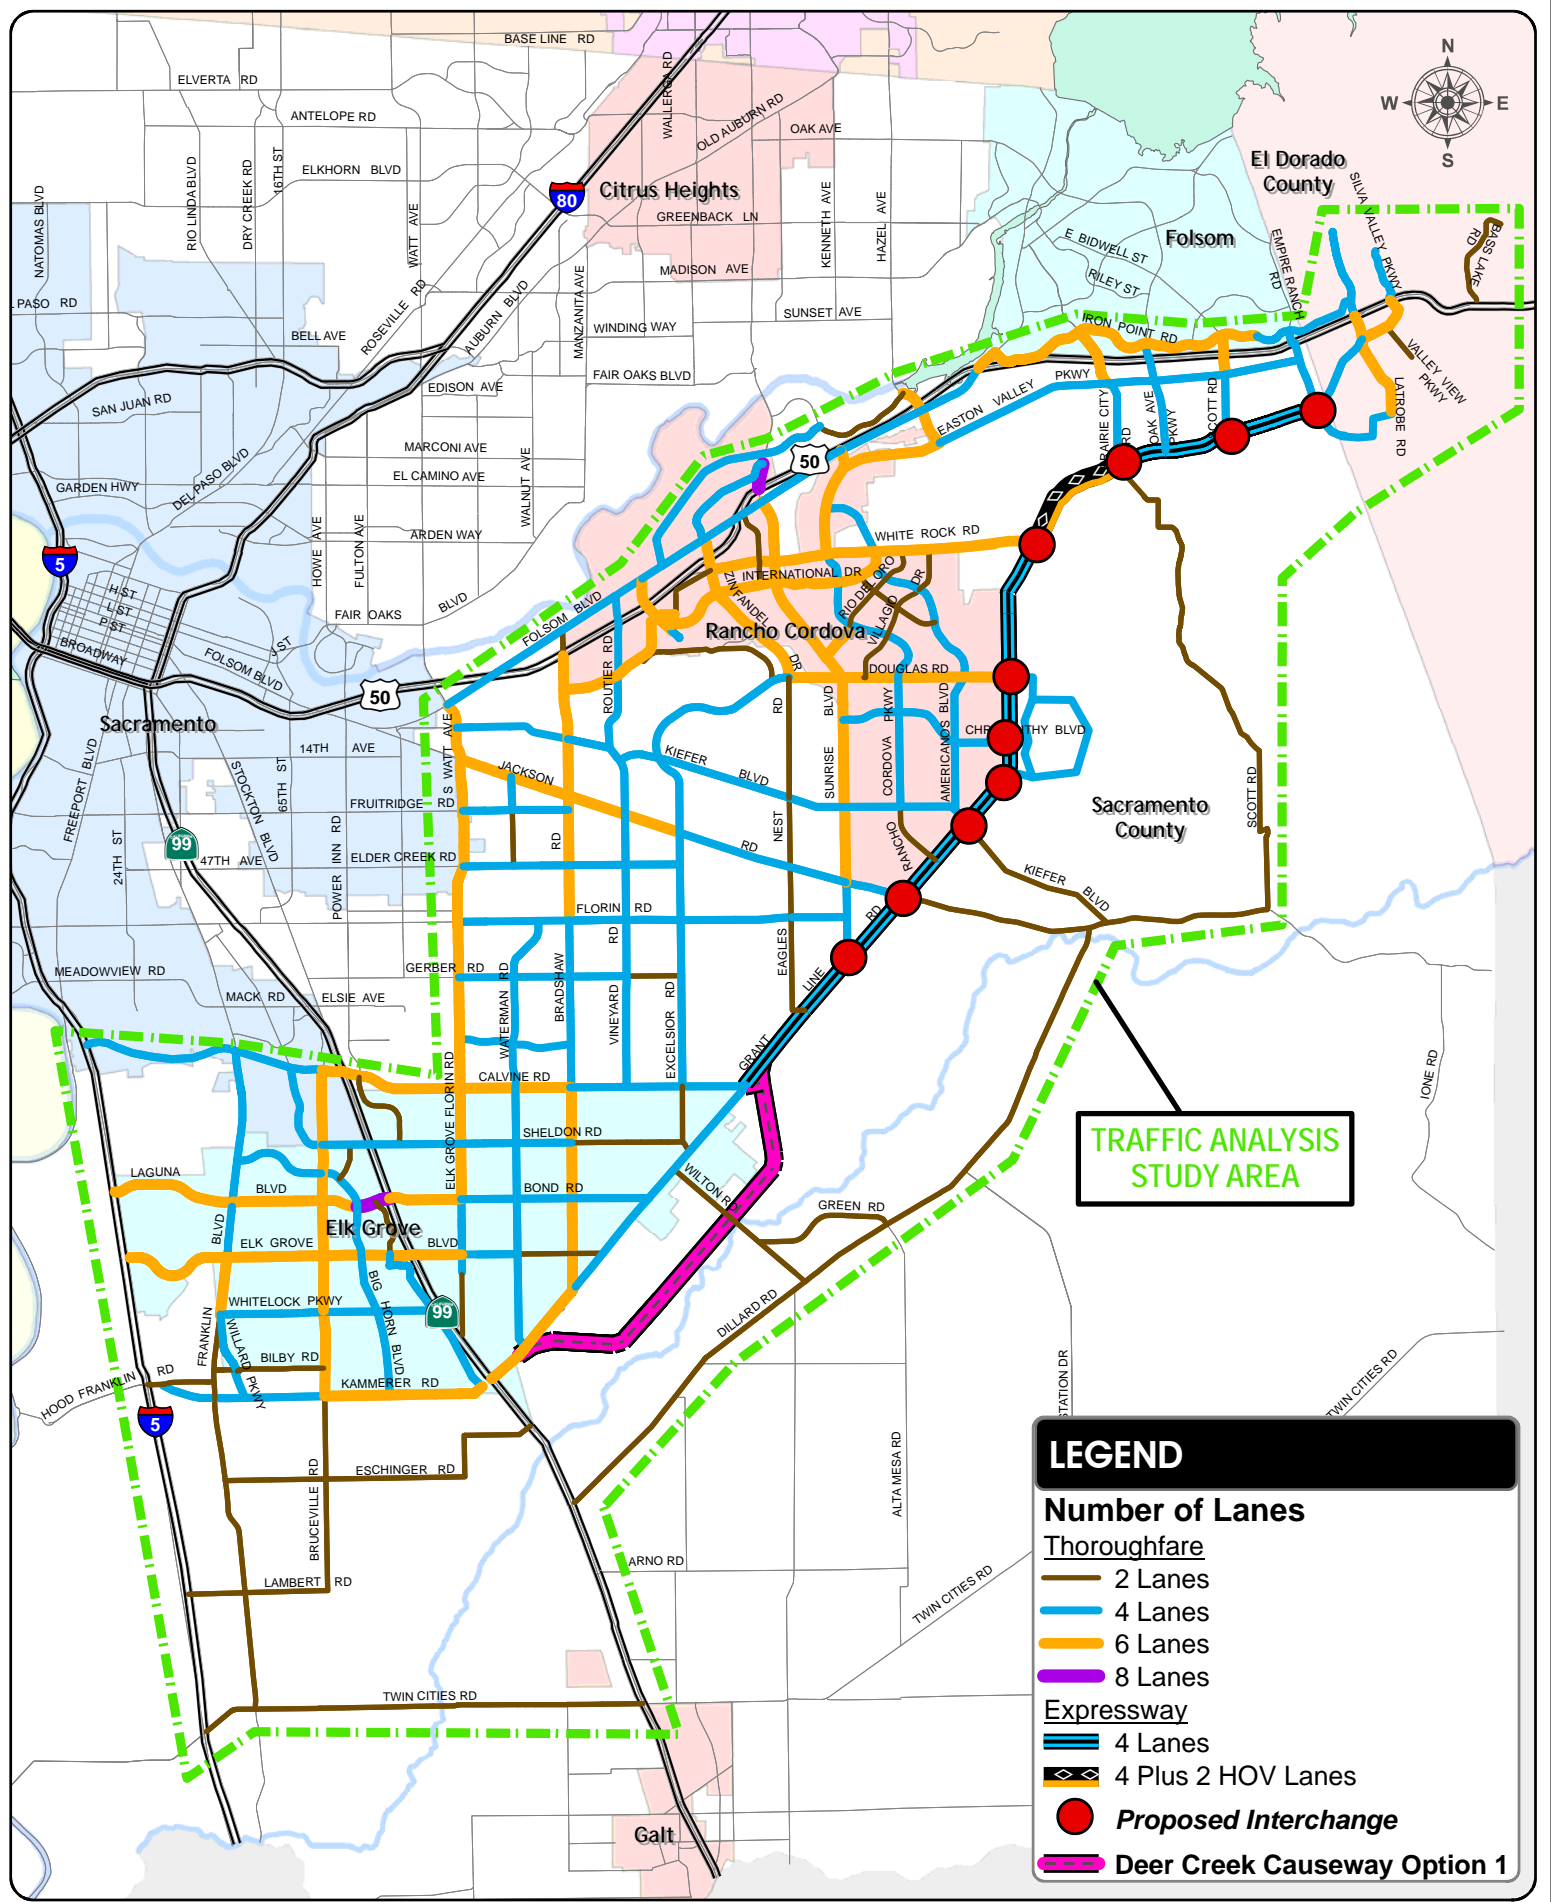 BASE LINE RD
ELVERTA RD
ANTELOPE RD
OAK AVE
OLD AUBURN RD
WALLERGA RD
N
W
E
S
El Dorado
County
ELKHORN BLVD
RIO LINDA BLVD
DRY CREEK RD
16TH ST
NATOMAS BLVD
WATT AVE
80
Citrus Heights
GREENBACK LN
KENNETH AVE
HAZEL AVE
MADISON AVE
Folsom
E BIDWELL ST
RILEY ST
SILVA VALLEY PKWY
EMPIRE RANCH
RD
BASS LAKE
RD
PASO RD
ROSEVILLE RD
AUBURN BLVD
MANZANITA AVE
WINDING WAY
SUNSET AVE
BELL AVE
IRON POINT RD
FAIR OAKS BLVD
EDISON AVE
SAN JUAN RD
EASTON VALLEY PKWY
VALLEY VIEW
PKWY
LATROBE RD
MARCONI AVE
EL CAMINO AVE
WALNUT AVE
DEL PASO BLVD
GARDEN HWY
50
OAK AVE
PKWY
RD
ARDEN WAY
HOWE AVE
FULTON AVE
WHITE ROCK RD
5
INTERNATIONAL DR
ZINFANDEL
DR
RIO DEL ORO
VILLAGIO
DR
H ST
L ST
P ST
J ST
BROADWAY
FAIR OAKS BLVD
FOLSOM BLVD
FOLSOM BLVD
Rancho Cordova
ROUTIER RD
DOUGLAS RD
50
Sacramento
14TH AVE
S WATT AVE
JACKSON
RD
KIEFER
BLVD
SUNRISE BLVD
CORDOVA PKWY
RANCHO
AMERICANOS BLVD
BLVD
FREEPORT BLVD
STOCKTON BLVD
65TH ST
FRUITRIDGE RD
Sacramento
County
SCOTT RD
99
24TH ST
47TH AVE
POWER INN RD
ELDER CREEK RD
EAGLES NEST RD
KIEFER
BLVD
FLORIN RD
GRANT LINE RD
MEADOWVIEW RD
GERBER RD
MACK RD
ELSIE AVE
WATERMAN RD
BRADSHAW RD
VINEYARD RD
EXCELSIOR RD
ELK GROVE FLORIN RD
CALVINE RD
IONE RD
SHELDON RD
TRAFFIC ANALYSIS
STUDY AREA
LAGUNA
BLVD
BOND RD
WILTON RD
GREEN RD
Elk Grove
ELK GROVE BLVD
FRANKLIN BLVD
WHITELOCK PKWY
BIG HORN BLVD
99
DILLARD RD
WILLARD PKWY
BILBY RD
HOOD FRANKLIN RD
KAMMERER RD
STATION DR
TWIN CITIES RD
5
ESCHINGER RD
BRUCEVILLE RD
ALTA MESA RD
LAMBERT RD
ARNO RD
TWIN CITIES RD
TWIN CITIES RD
Galt
LEGEND
Number of Lanes
Thoroughfare
2 Lanes
4 Lanes
6 Lanes
8 Lanes
Expressway
4 Lanes
4 Plus 2 HOV Lanes
Proposed Interchange
Deer Creek Causeway Option 1